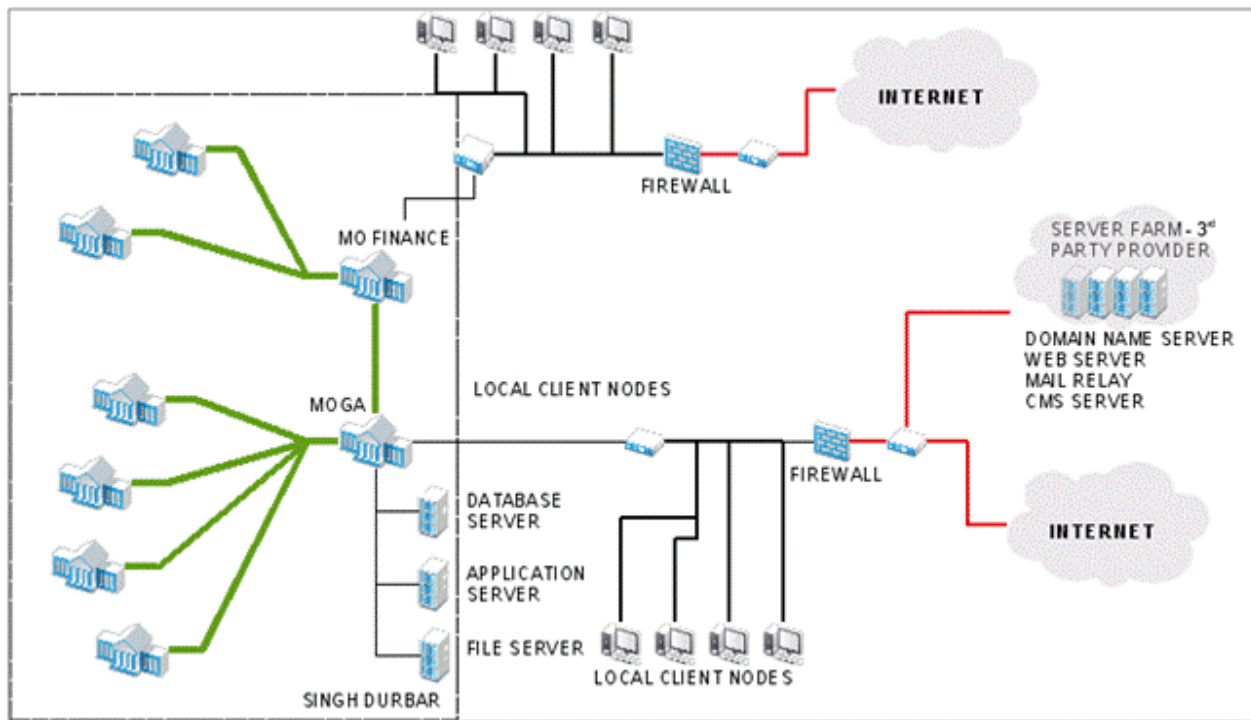 INTERNET
FIREWALL
MO FINANCE
SERVER FARM - 3rd
PARTY PROVIDER
DOMAIN NAME SERVER
WEB SERVER
MAIL RELAY
CMS SERVER
LOCAL CLIENT NODES
MOGA
FIREWALL
DATABASE
SERVER
INTERNET
APPLICATION
SERVER
FILE SERVER
LOCAL CLIENT NODES
SINGH DURBAR